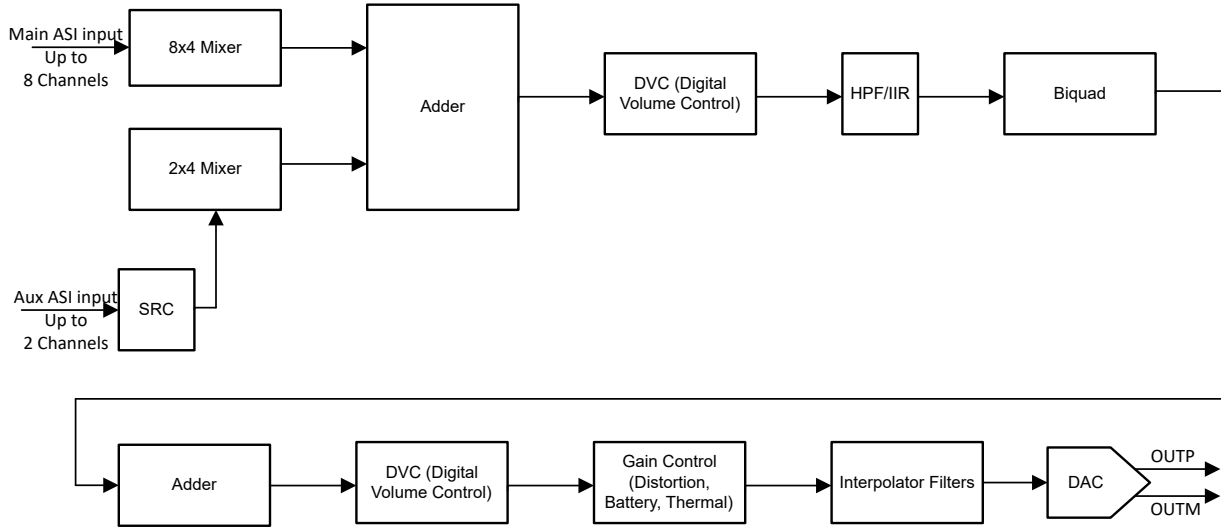 Main ASI input
Up to
8 Channels
8x4 Mixer
2x4 Mixer
Adder
DVC (Digital
Volume Control)
HPF/IIR
Biquad
Aux ASI input
Up to
2 Channels
SRC
Adder
DVC (Digital
Volume Control)
Gain Control
(Distortion,
Battery, Thermal)
Interpolator Filters
DAC
OUTP
OUTM